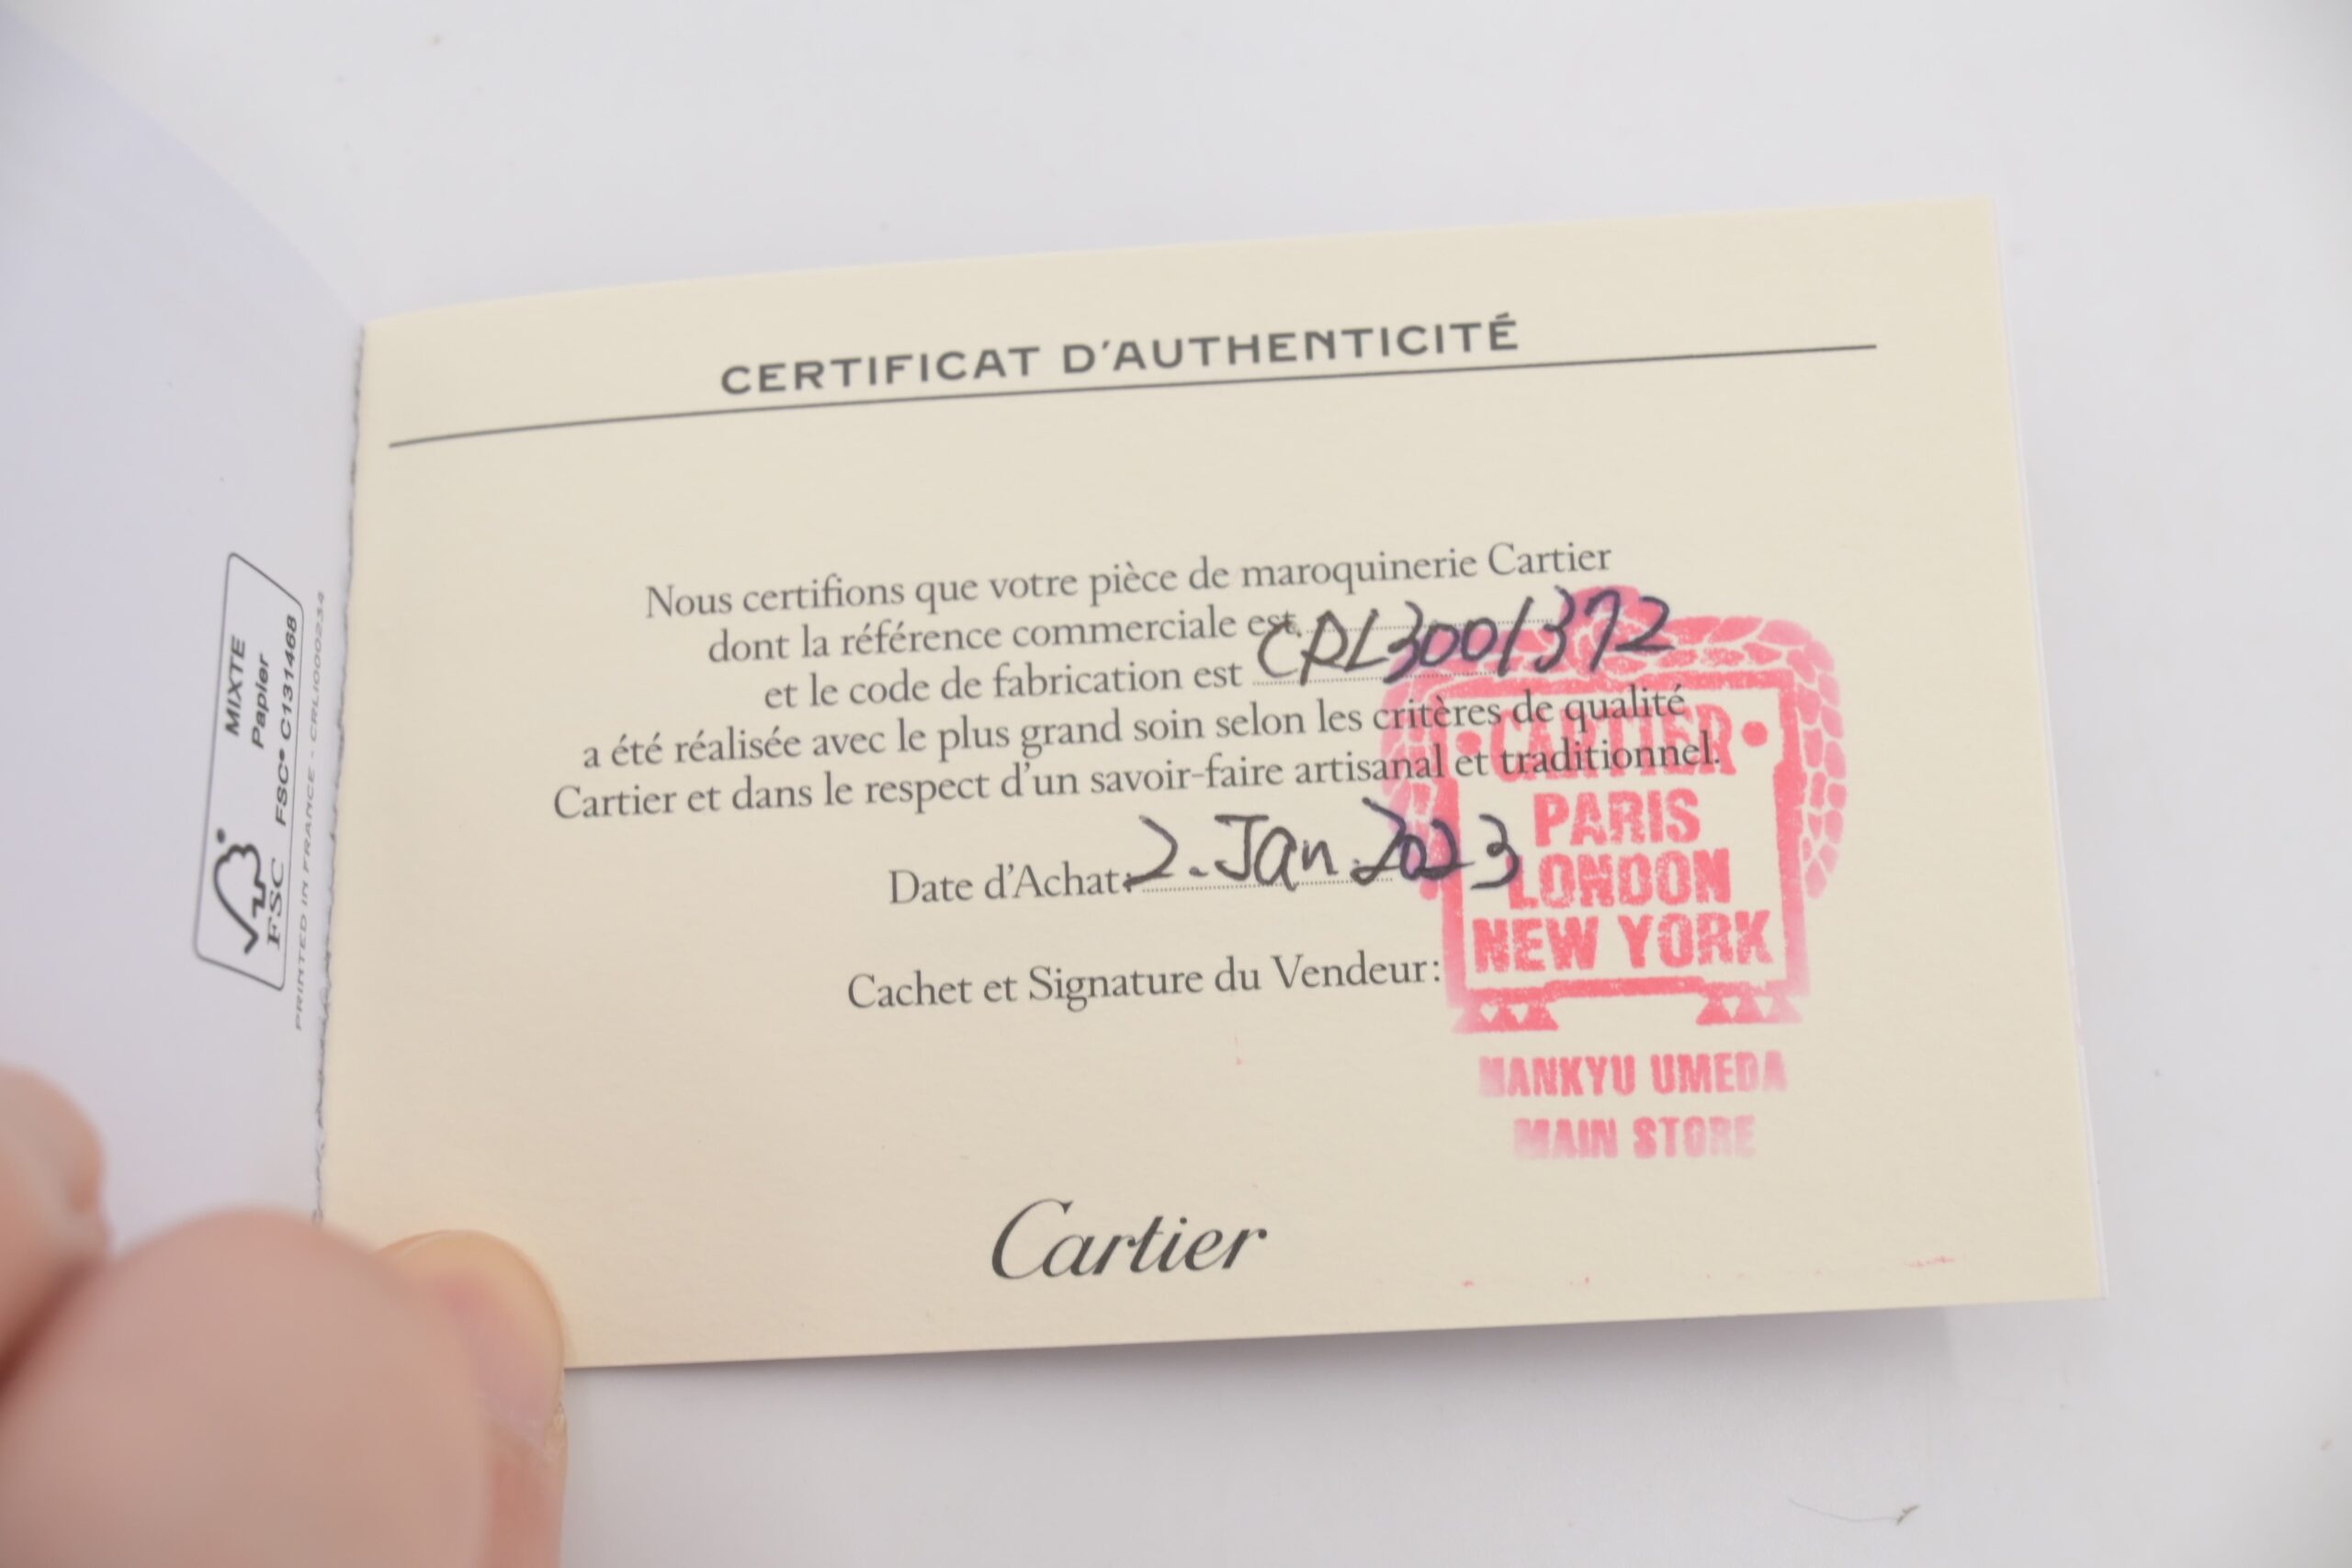 CERTIFICAT D'AUTHENTICITÉ
Nous certifions que votre pièce de maroquinerie Cartier
dont la référence commerciale est CRL3001372
et le code de fabrication est
a été réalisée avec le plus grand soin selon les critères de qualité
Cartier et dans le respect d'un savoir-faire artisanal et traditionnel.
Date d'Achat: 2. Jan. 2023
Cachet et Signature du Vendeur:
• CARTIER •
PARIS
LONDON
NEW YORK
HANKYU UMEDA
MAIN STORE
Cartier
MIXTE
Papier
FSC
FSC® C131468
PRINTED IN FRANCE - CRLI000234